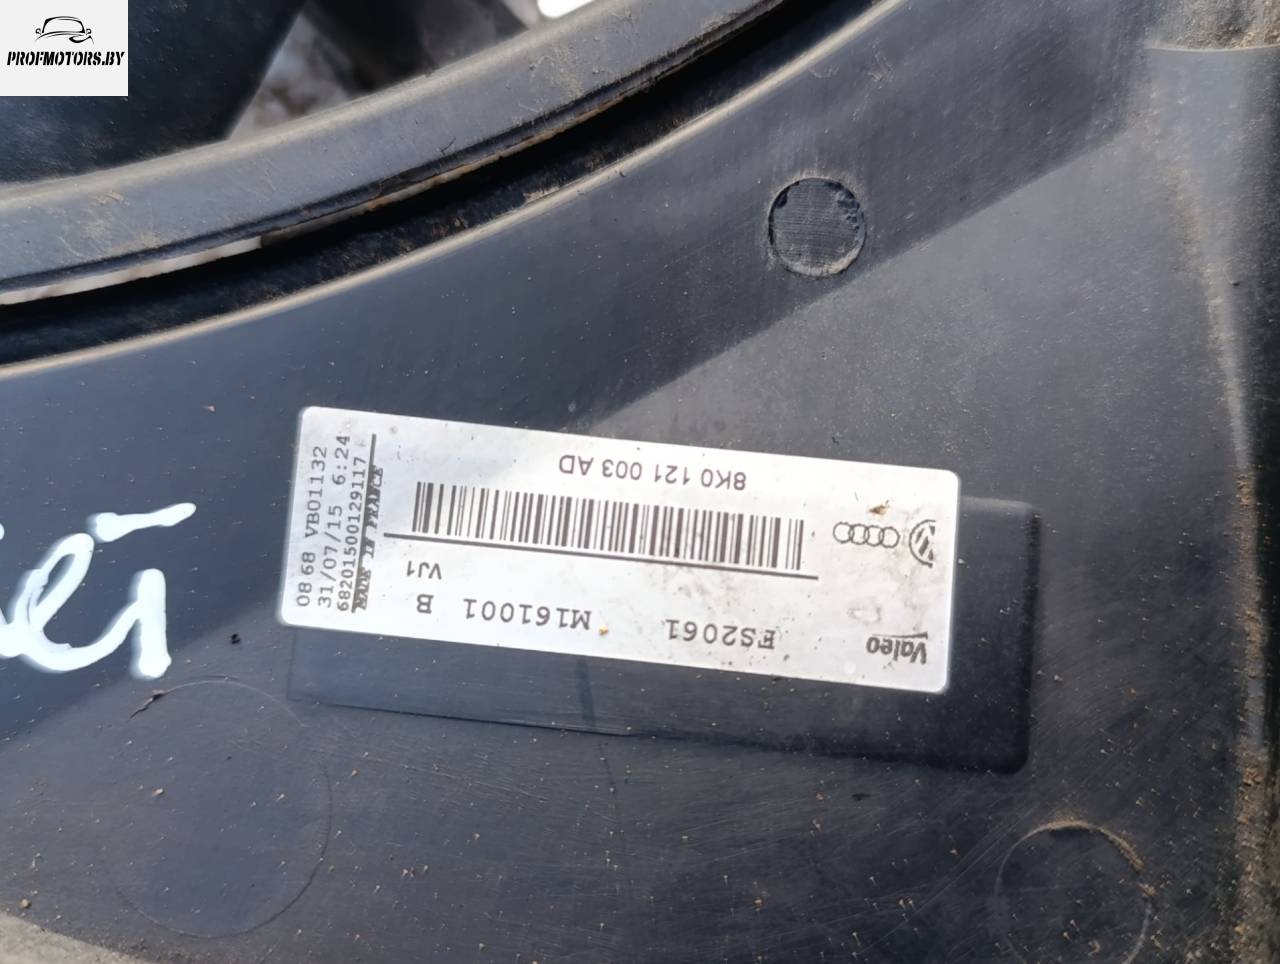 PROFMOTORS.BY
8K0 121 003 AD
Valeo
FS2061
M161001
B
VJ1
08 68 VB01132
31/07/15 6:24
68201500129117
MADE IN FRANCE